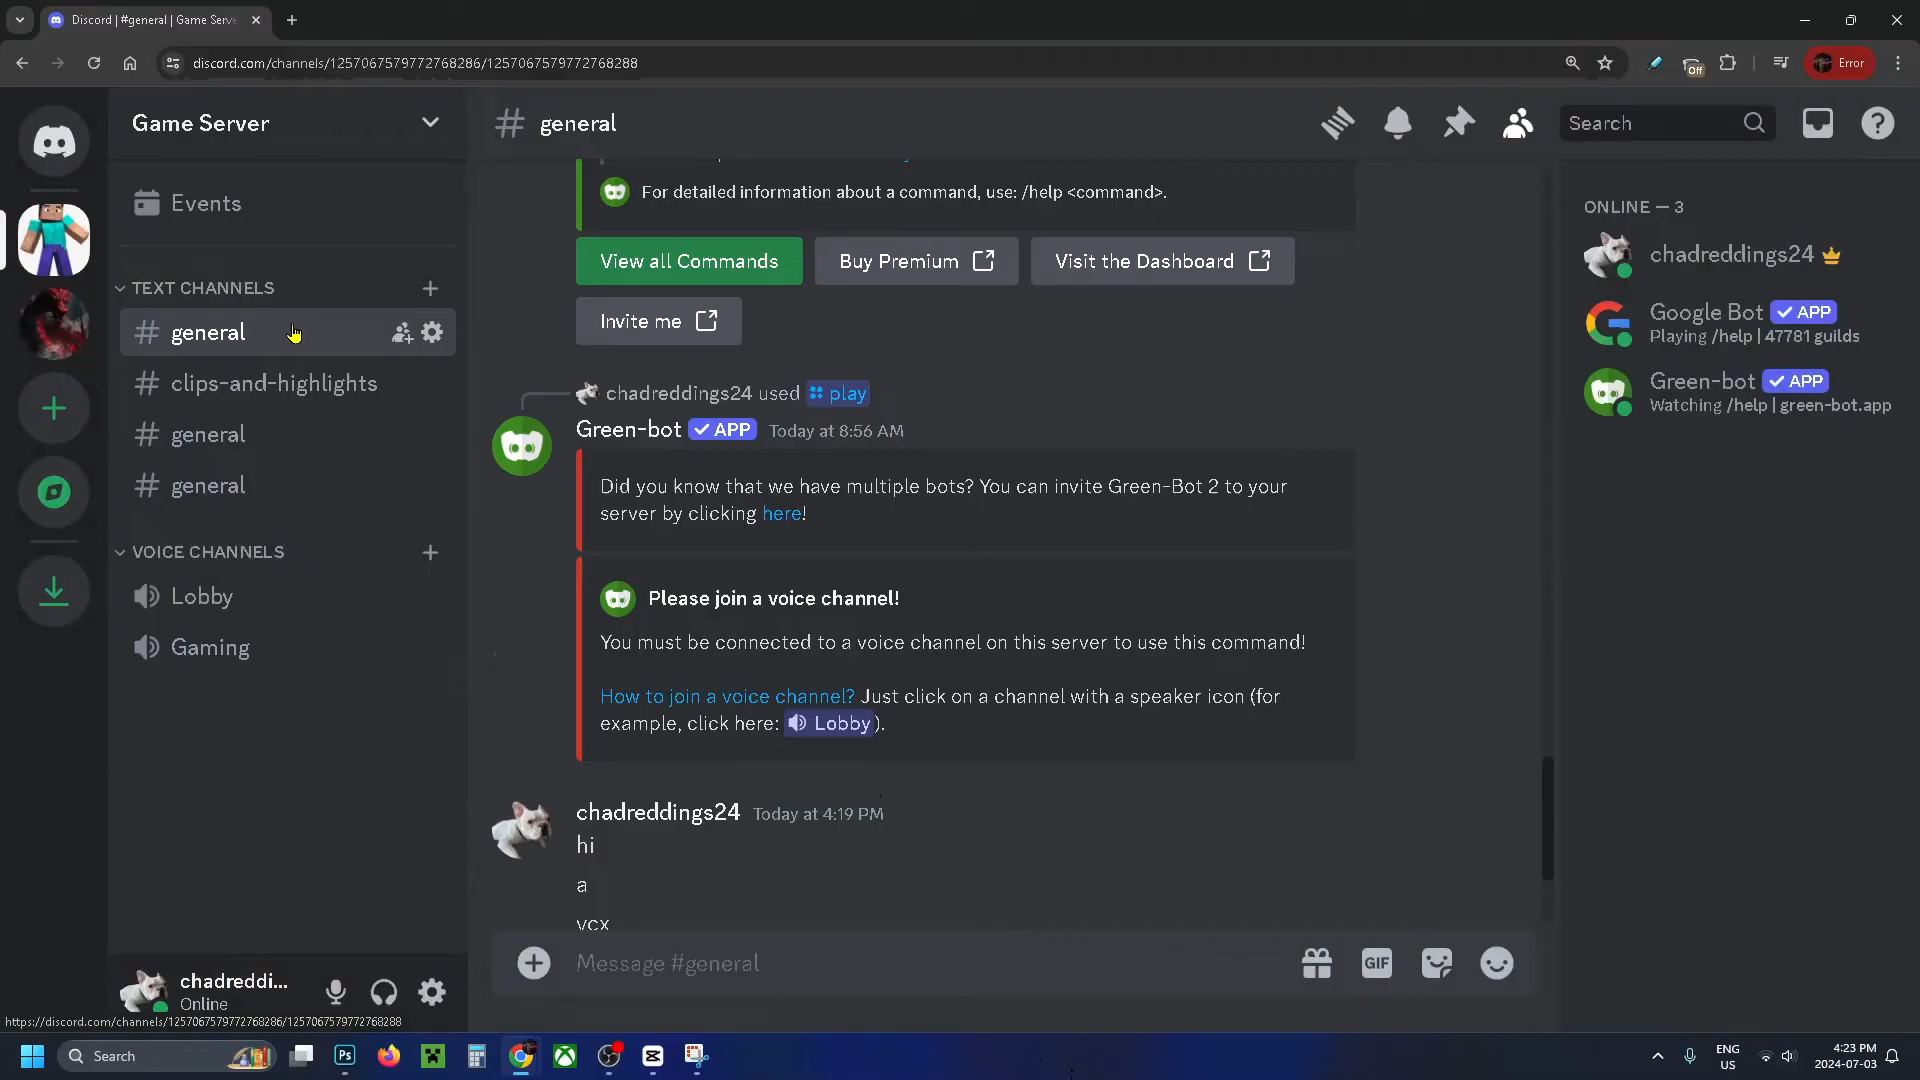 Discord | #general | Game Serve
discord.com/channels/1257067579772768286/1257067579772768288
Off
Error
Game Server
Events
TEXT CHANNELS
general
clips-and-highlights
general
general
VOICE CHANNELS
Lobby
Gaming
chadreddi...
Online
https://discord.com/channels/1257067579772768286/1257067579772768288
general
Search
For detailed information about a command, use: /help <command>.
View all Commands
Buy Premium
Visit the Dashboard
Invite me
chadreddings24 used play
Green-bot APP Today at 8:56 AM
Did you know that we have multiple bots? You can invite Green-Bot 2 to your
server by clicking here!
Please join a voice channel!
You must be connected to a voice channel on this server to use this command!
How to join a voice channel? Just click on a channel with a speaker icon (for
example, click here: Lobby).
chadreddings24 Today at 4:19 PM
hi
a
vcx
Message #general
GIF
ONLINE — 3
chadreddings24
Google Bot APP
Playing /help | 47781 guilds
Green-bot APP
Watching /help | green-bot.app
Search
Ps
ENG
US
4:23 PM
2024-07-03